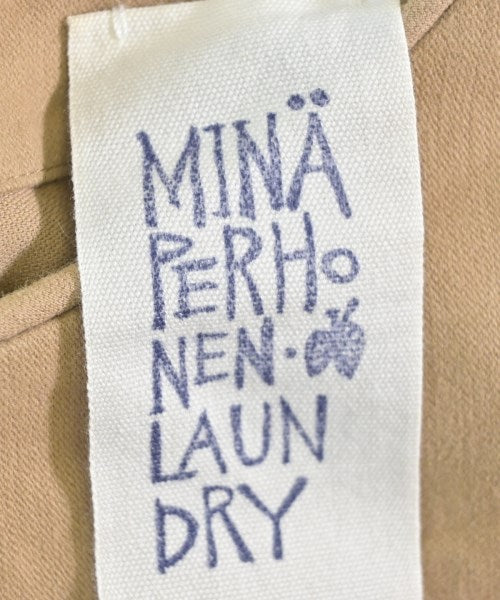 MINÄ
PERHO
NEN·
LAUN
DRY